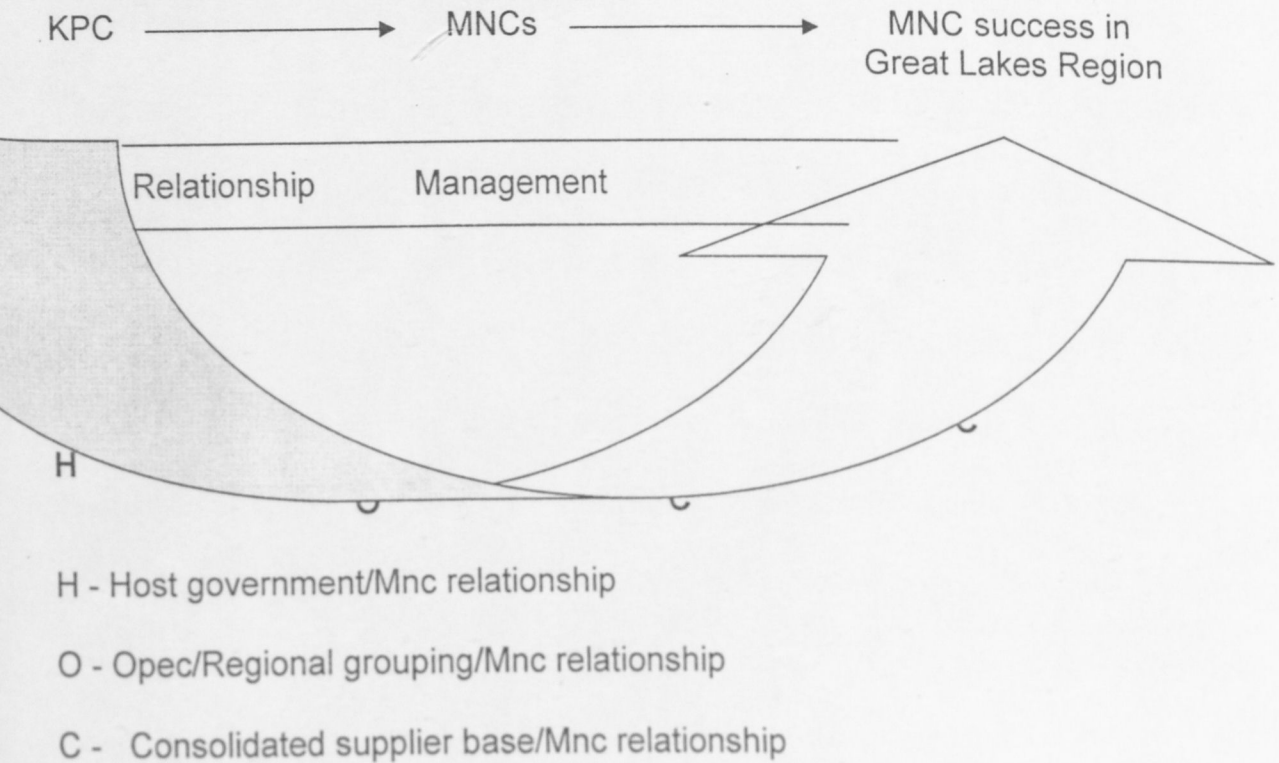 KPC MNCs MNC success in
Great Lakes Region
Relationship Management
H
H - Host government/Mnc relationship
O - Opec/Regional grouping/Mnc relationship
C - Consolidated supplier base/Mnc relationship